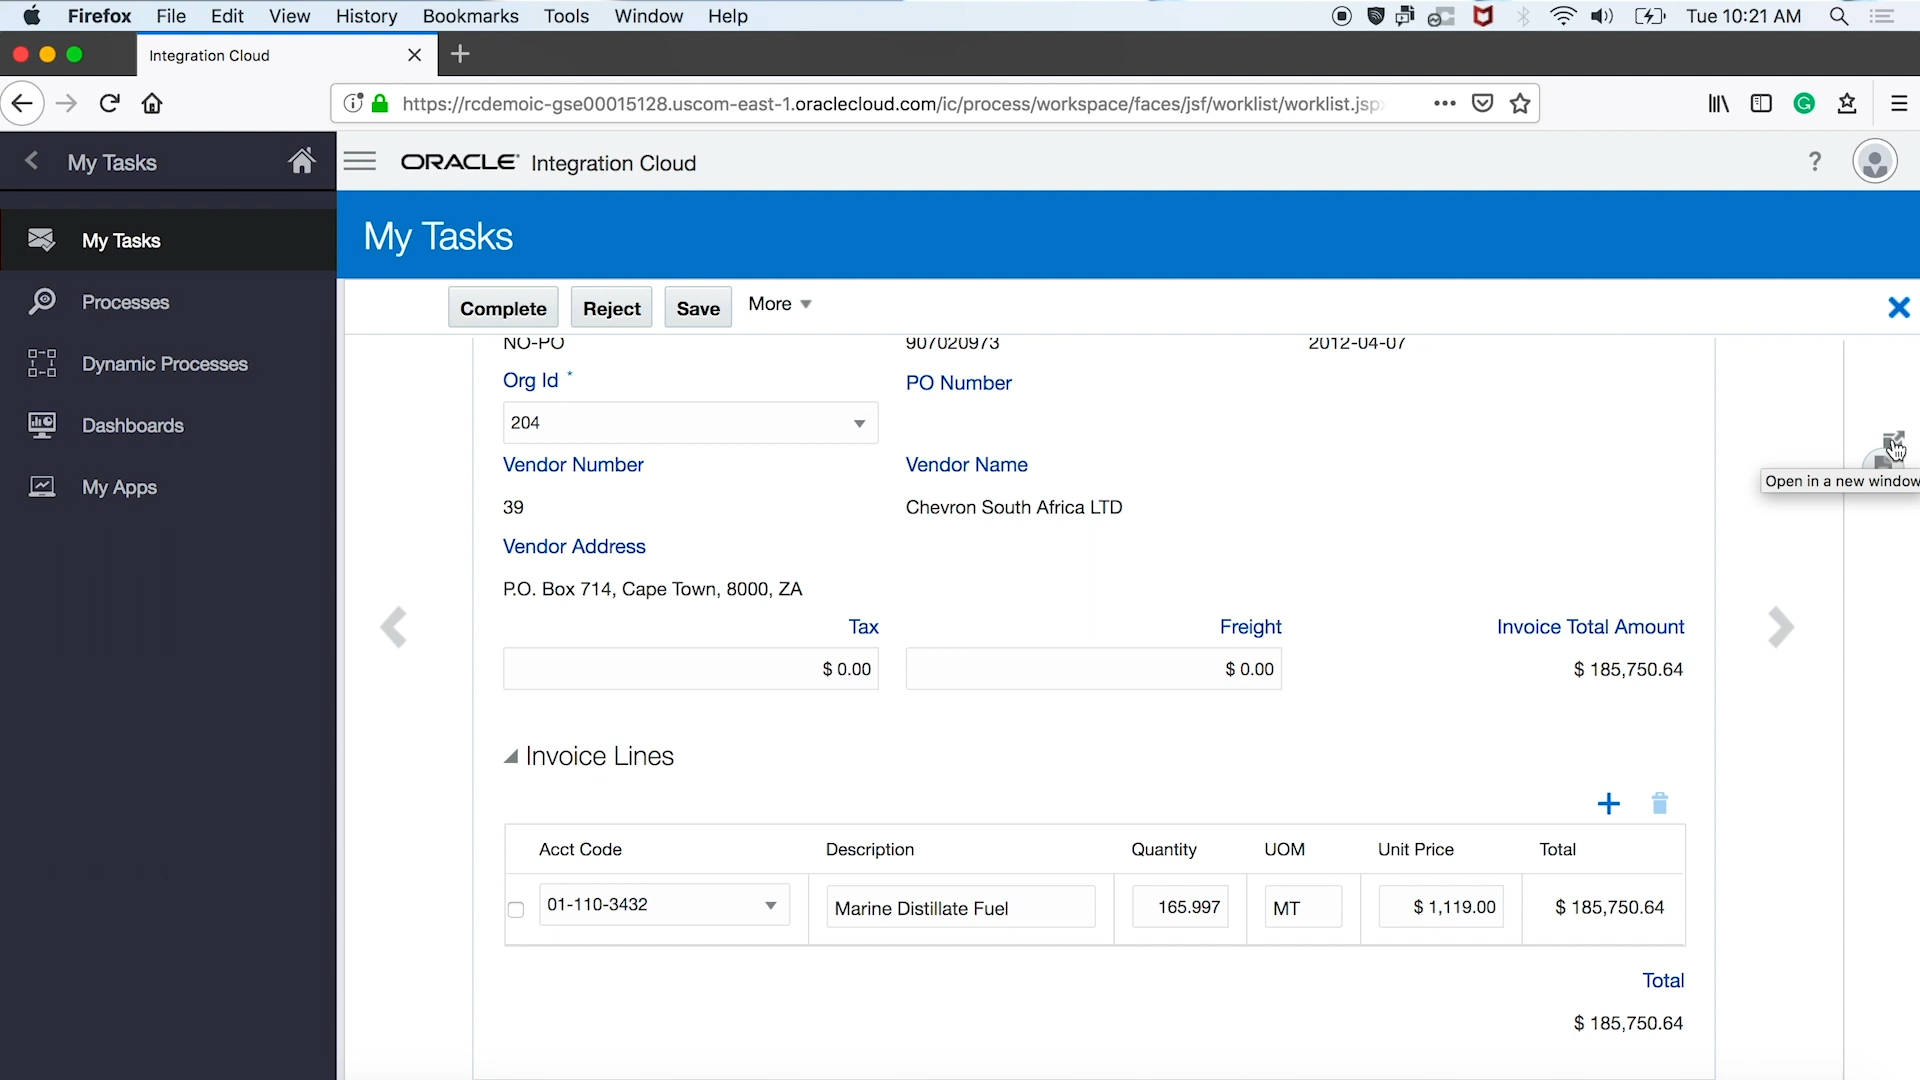 Firefox File Edit View History Bookmarks Tools Window Help Tue 10:21 AM
Integration Cloud
https://rcdemoic-gse00015128.uscom-east-1.oraclecloud.com/ic/process/workspace/faces/jsf/worklist/worklist.jsp
My Tasks
ORACLE Integration Cloud
?
My Tasks
Processes
Dynamic Processes
Dashboards
My Apps
My Tasks
Complete Reject Save More
NO-PO 907020973 2012-04-07
Org Id * PO Number
204
Vendor Number Vendor Name
39 Chevron South Africa LTD
Vendor Address
P.O. Box 714, Cape Town, 8000, ZA
Tax Freight Invoice Total Amount
$ 0.00 $ 0.00 $ 185,750.64
Open in a new window
Invoice Lines
Acct Code Description Quantity UOM Unit Price Total
01-110-3432 Marine Distillate Fuel 165.997 MT $ 1,119.00 $ 185,750.64
Total
$ 185,750.64